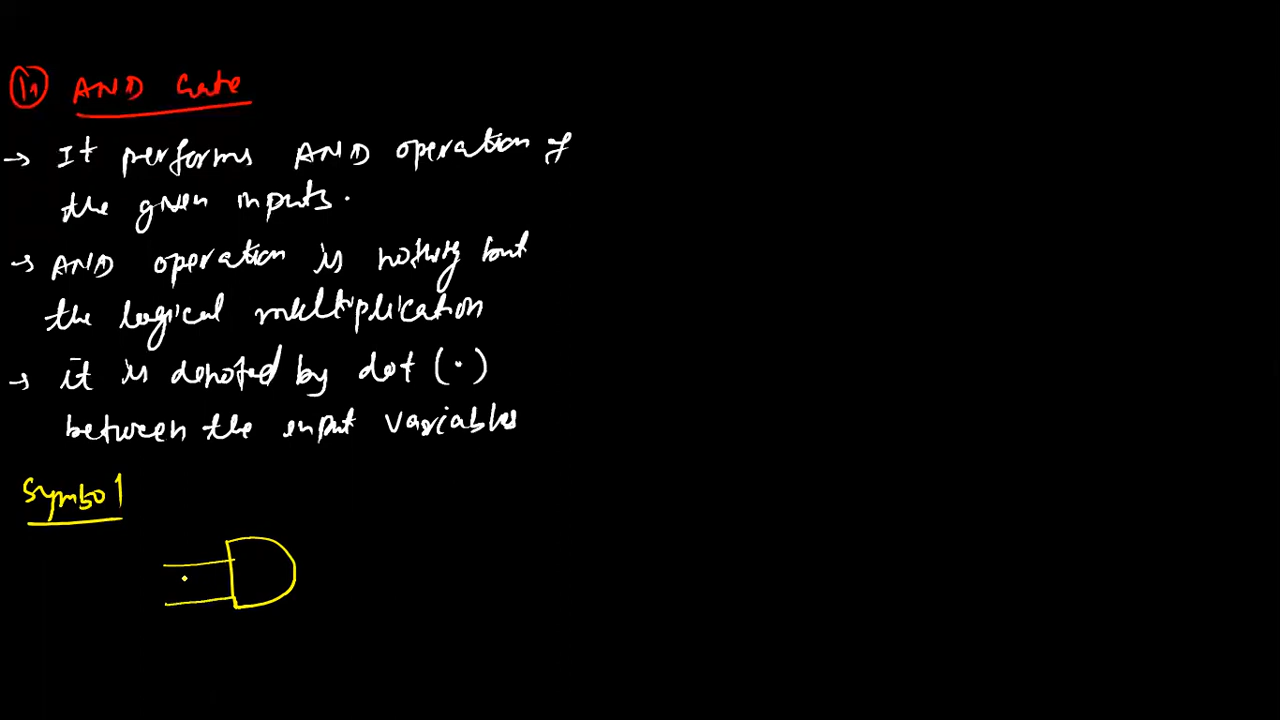 1. AND Gate
→ It performs AND operation of
the given inputs.
→ AND operation is nothing but
the logical multiplication
→ it is denoted by dot (·)
between the input variables
Symbol